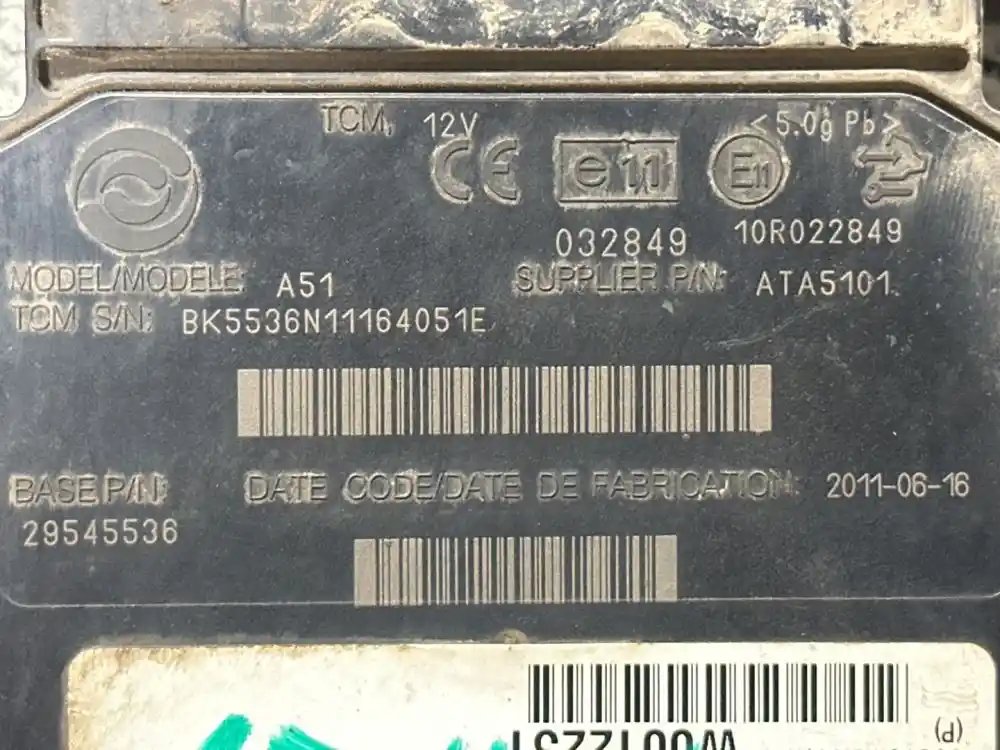 TCM, 12V <5.0g Pb>
CE e11 E11
032849 10R022849
MODEL/MODELE: A51 SUPPLIER P/N: ATA5101
TCM S/N: BK5536N11164051E
BASE P/N: DATE CODE/DATE DE FABRICATION: 2011-06-16
29545536
(P)